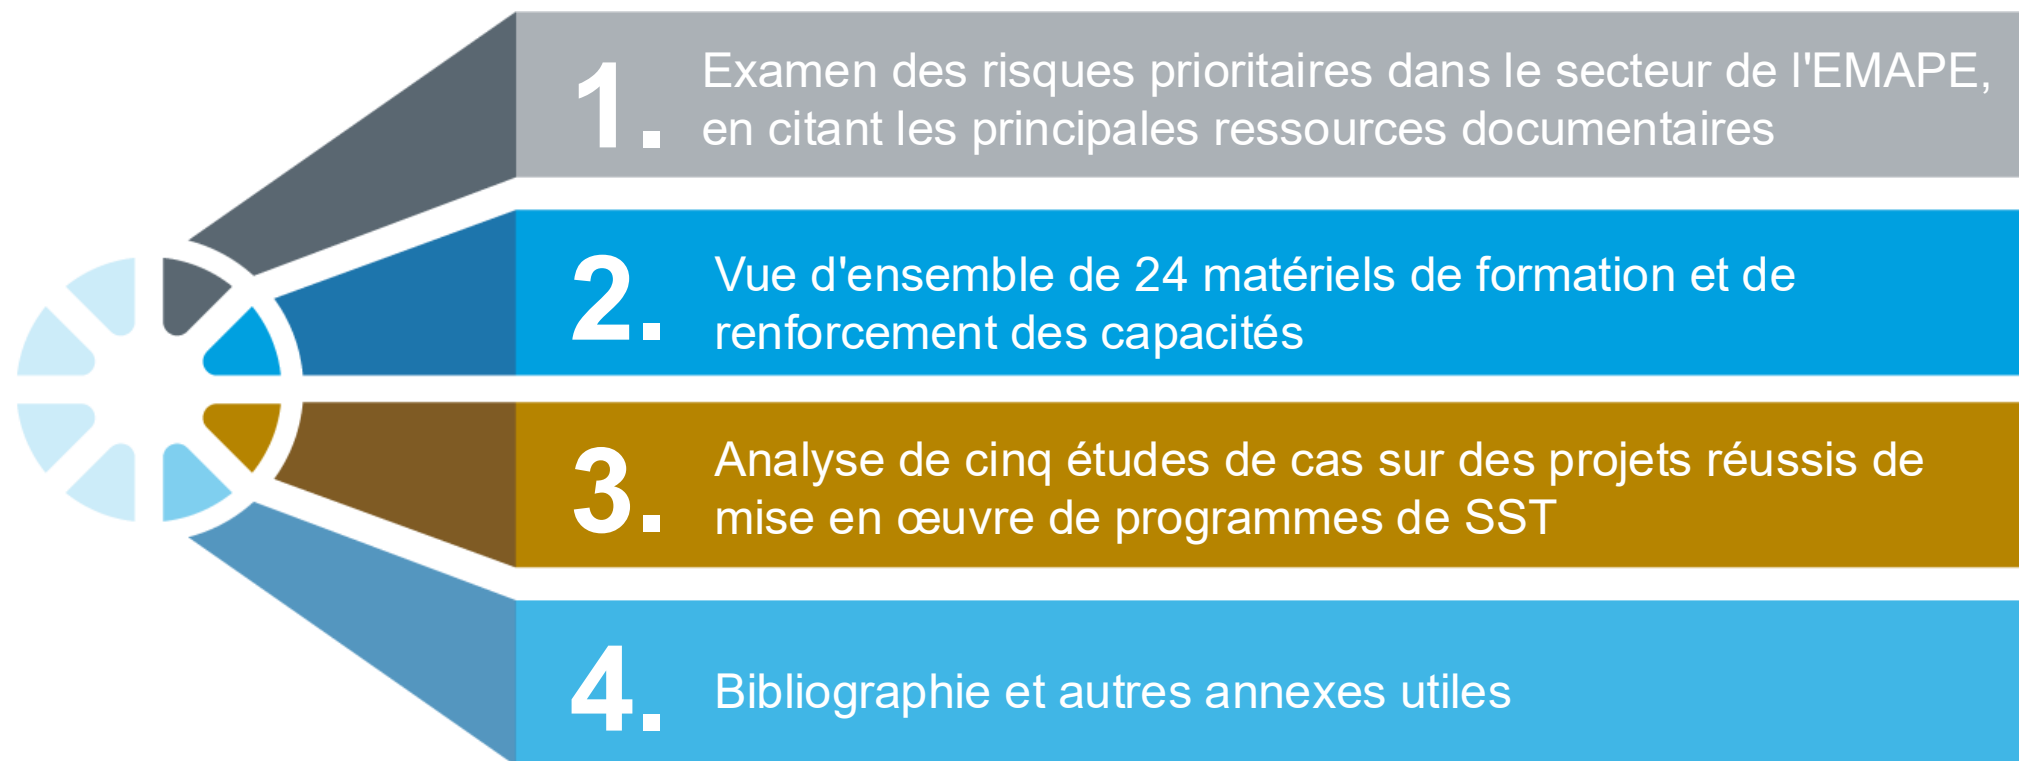 1. Examen des risques prioritaires dans le secteur de l'EMAPE,
en citant les principales ressources documentaires
2. Vue d'ensemble de 24 matériels de formation et de
renforcement des capacités
3. Analyse de cinq études de cas sur des projets réussis de
mise en œuvre de programmes de SST
4. Bibliographie et autres annexes utiles